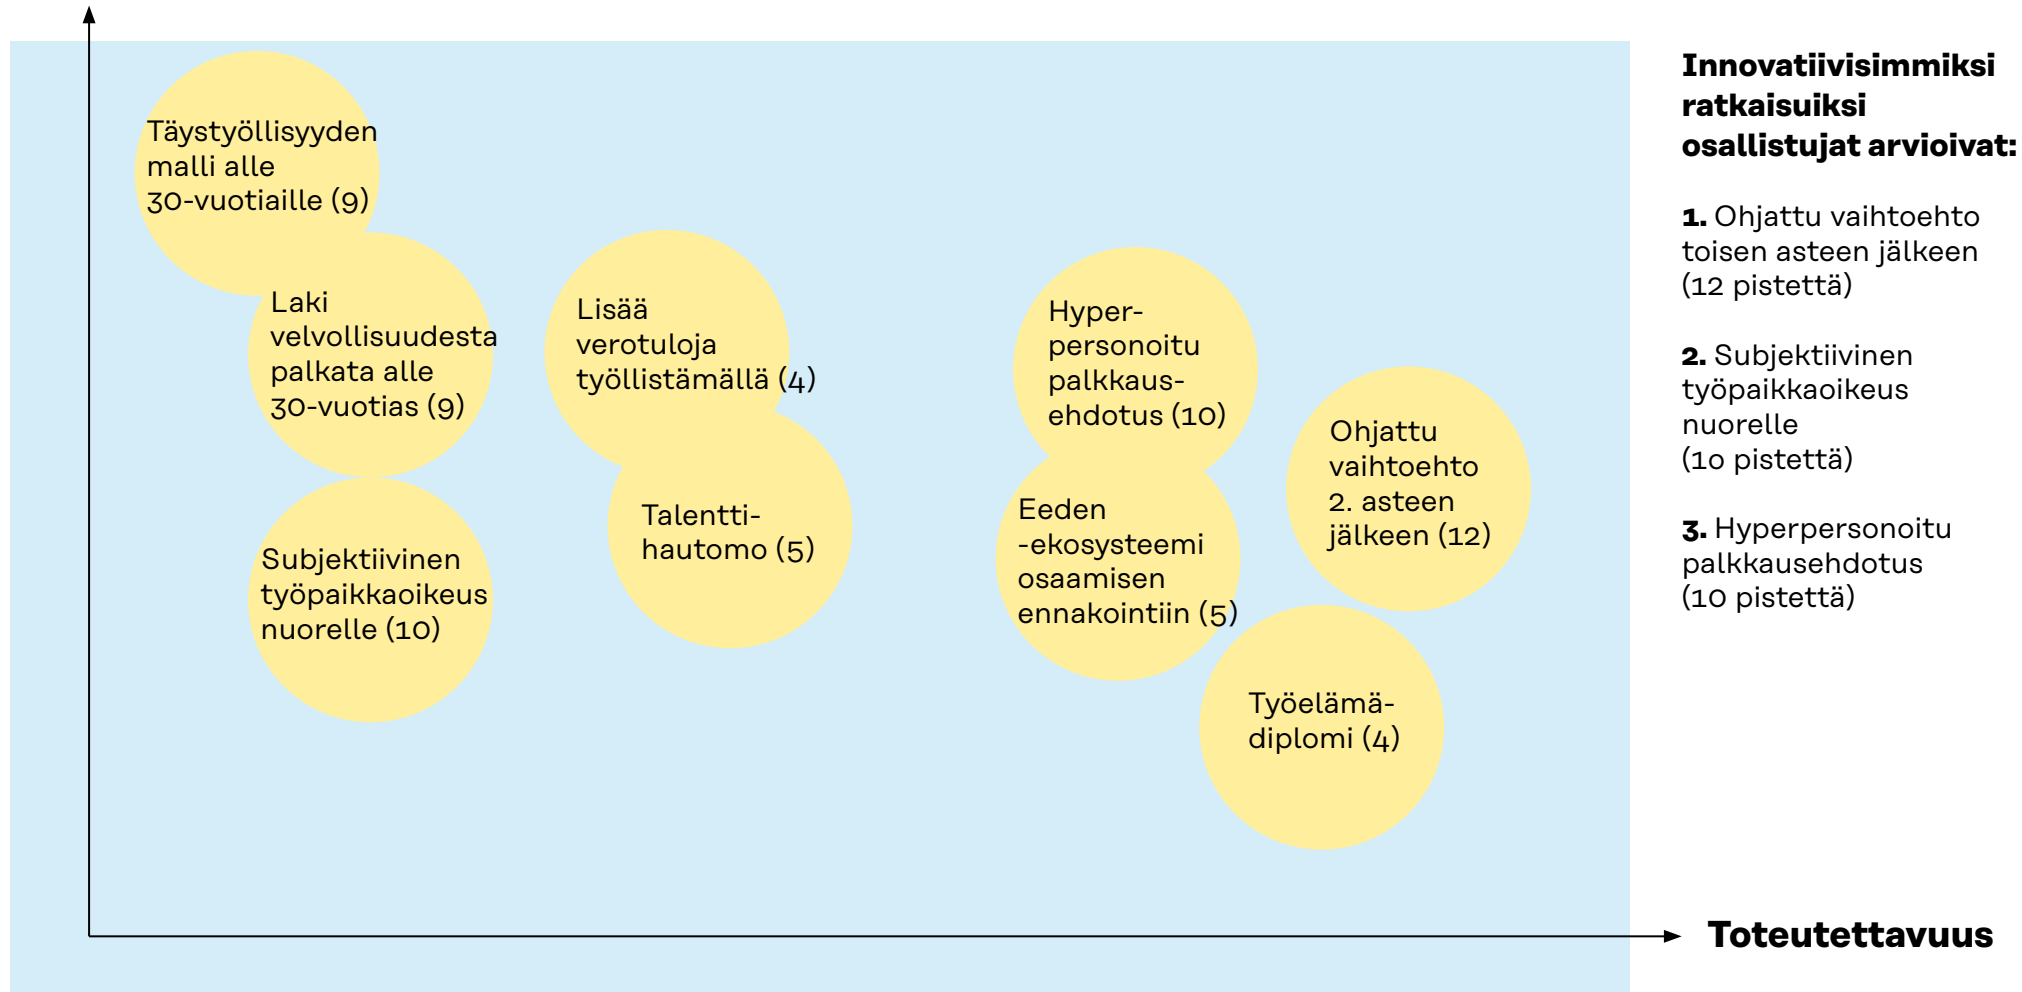 Täystyöllisyyden
malli alle
30-vuotiaille (9)
Laki
velvollisuudesta
palkata alle
30-vuotias (9)
Subjektiivinen
työpaikkaoikeus
nuorelle (10)
Lisää
verotuloja
työllistämällä (4)
Talentti-
hautomo (5)
Hyper-
personoitu
palkkaus-
ehdotus (10)
Eeden
-ekosysteemi
osaamisen
ennakointiin (5)
Ohjattu
vaihtoehto
2. asteen
jälkeen (12)
Työelämä-
diplomi (4)
Toteutettavuus
Innovatiivisimmiksi
ratkaisuiksi
osallistujat arvioivat:
1. Ohjattu vaihtoehto
toisen asteen jälkeen
(12 pistettä)
2. Subjektiivinen
työpaikkaoikeus
nuorelle
(10 pistettä)
3. Hyperpersonoitu
palkkausehdotus
(10 pistettä)